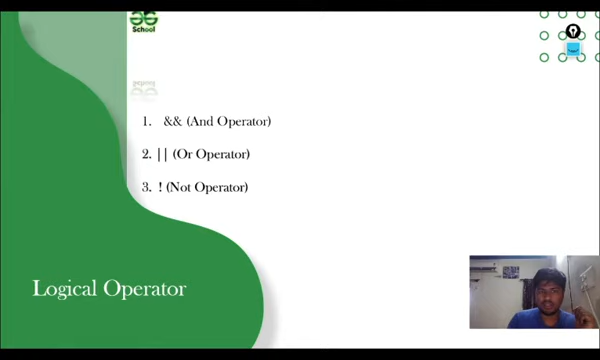 School
1. && (And Operator)
2. || (Or Operator)
3. ! (Not Operator)
Logical Operator